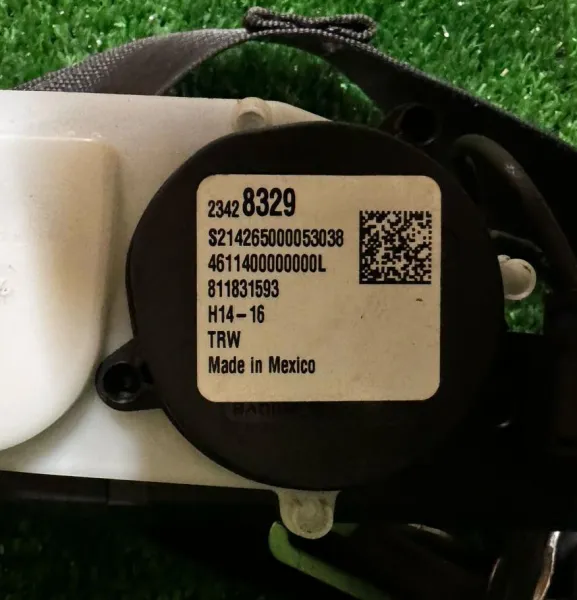 2342 8329
S214265000053038
4611400000000L
811831593
H14-16
TRW
Made in Mexico